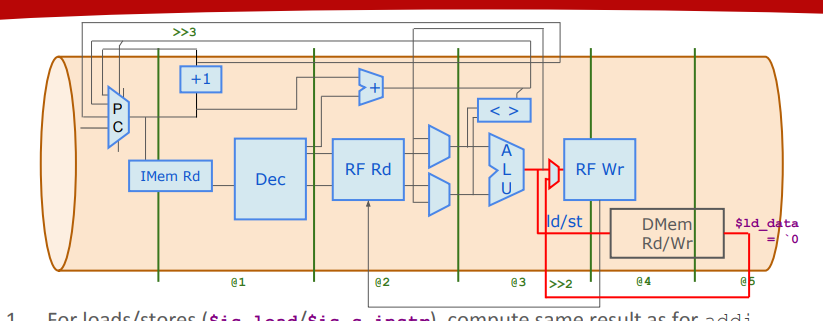 >>3
+1
P
C
+
< >
A
L
U
IMem Rd
Dec
RF Rd
RF Wr
ld/st
DMem
Rd/Wr
$ld_data
= `0
@1
@2
@3
>>2
@4
@5
1. For loads/stores ($is_load/$is_s_instr), compute same result as for addi